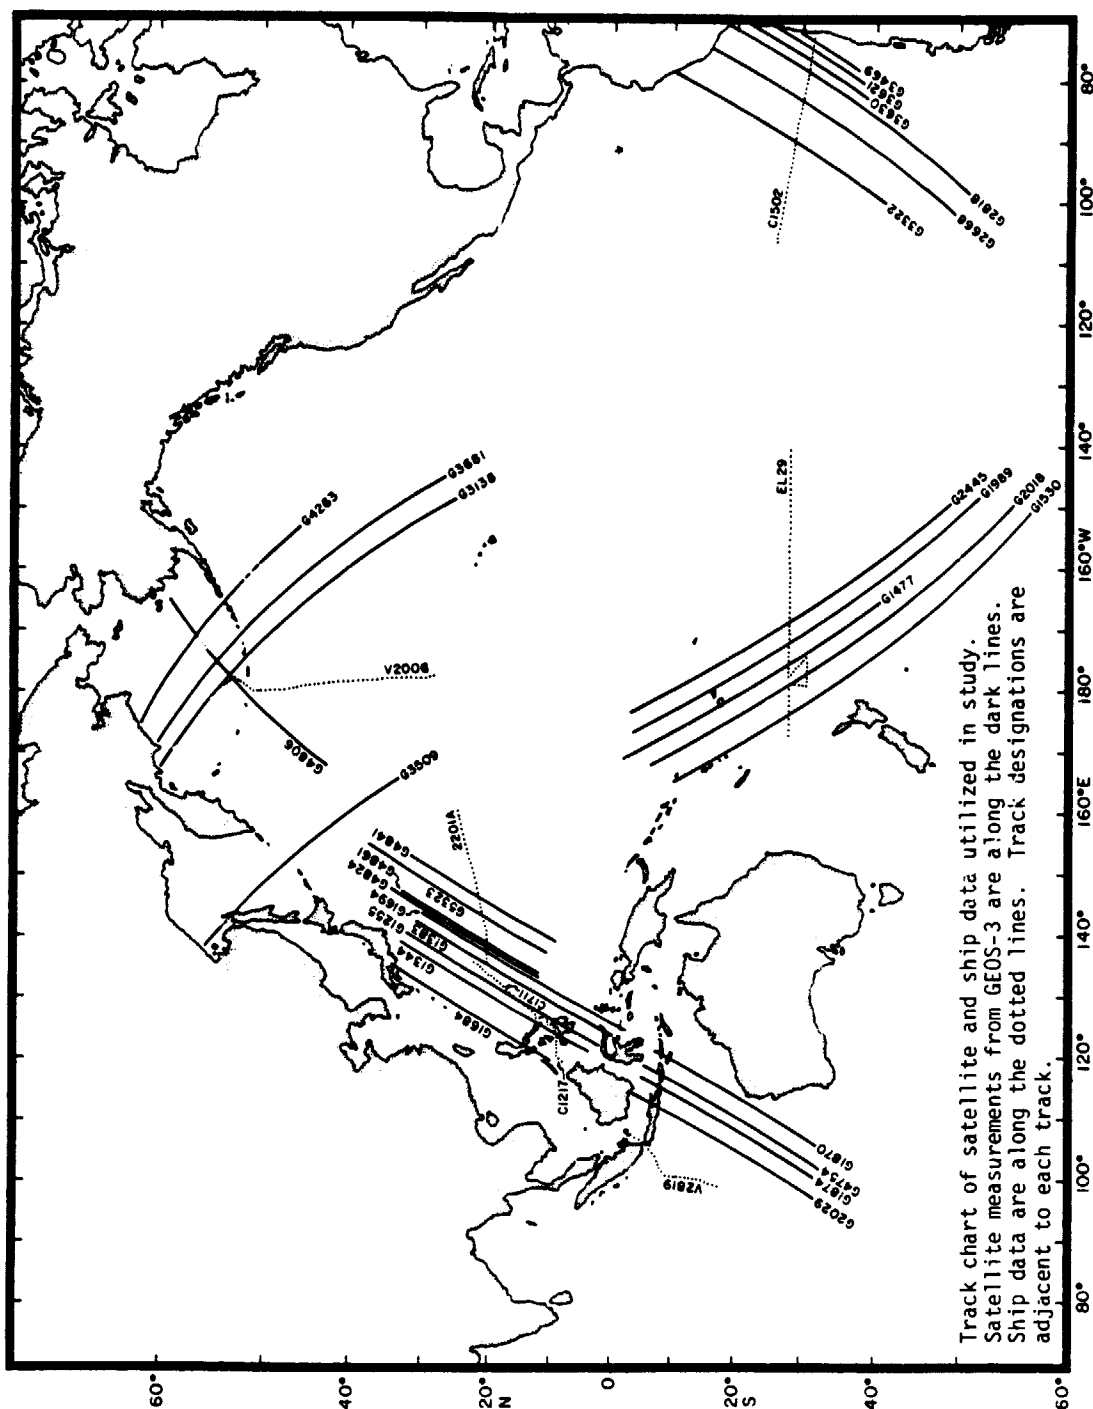 60°
40°
20°
N
0
20°
S
40°
60°
80°
100°
120°
140°
160°E
180°
160°W
140°
120°
100°
80°
G4263
G3681
G3138
V2006
G4806
G3509
G4841
G4861
G4824
G1694
G1255
G1383
G1344
G1684
G5323
2201A
C1711
C1217
V2819
G1870
G4754
G1874
G2029
EL29
G1477
G2445
G1989
G2018
G1530
C1502
G3469
G3621
G3630
G2818
G2668
G3322
Track chart of satellite and ship data utilized in study.
Satellite measurements from GEOS-3 are along the dark lines.
Ship data are along the dotted lines. Track designations are
adjacent to each track.